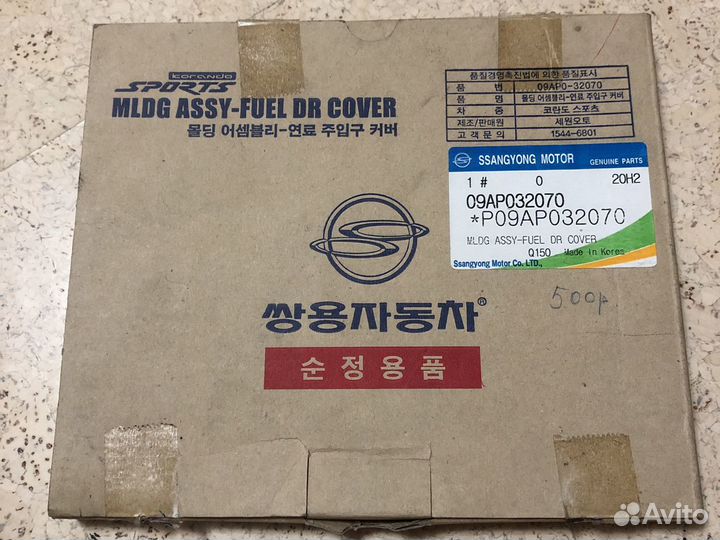 korando
SPORTS
MLDG ASSY-FUEL DR COVER
몰딩 어셈블리-연료 주입구 커버
품질경영촉진법에 의한 품질표시
품 번 09AP0-32070
품 명 몰딩 어셈블리-연료 주입구 커버
차 종 코란도 스포츠
제조/판매원 세원오토
고 객 문 의 1544-6801
SSANGYONG MOTOR GENUINE PARTS
1 # 0 20H2
09AP032070
*P09AP032070
MLDG ASSY-FUEL DR COVER
Q150 Made in Korea
Ssangyong Motor Co. LTD.,
500р
쌍용자동차®
순정용품
Avito